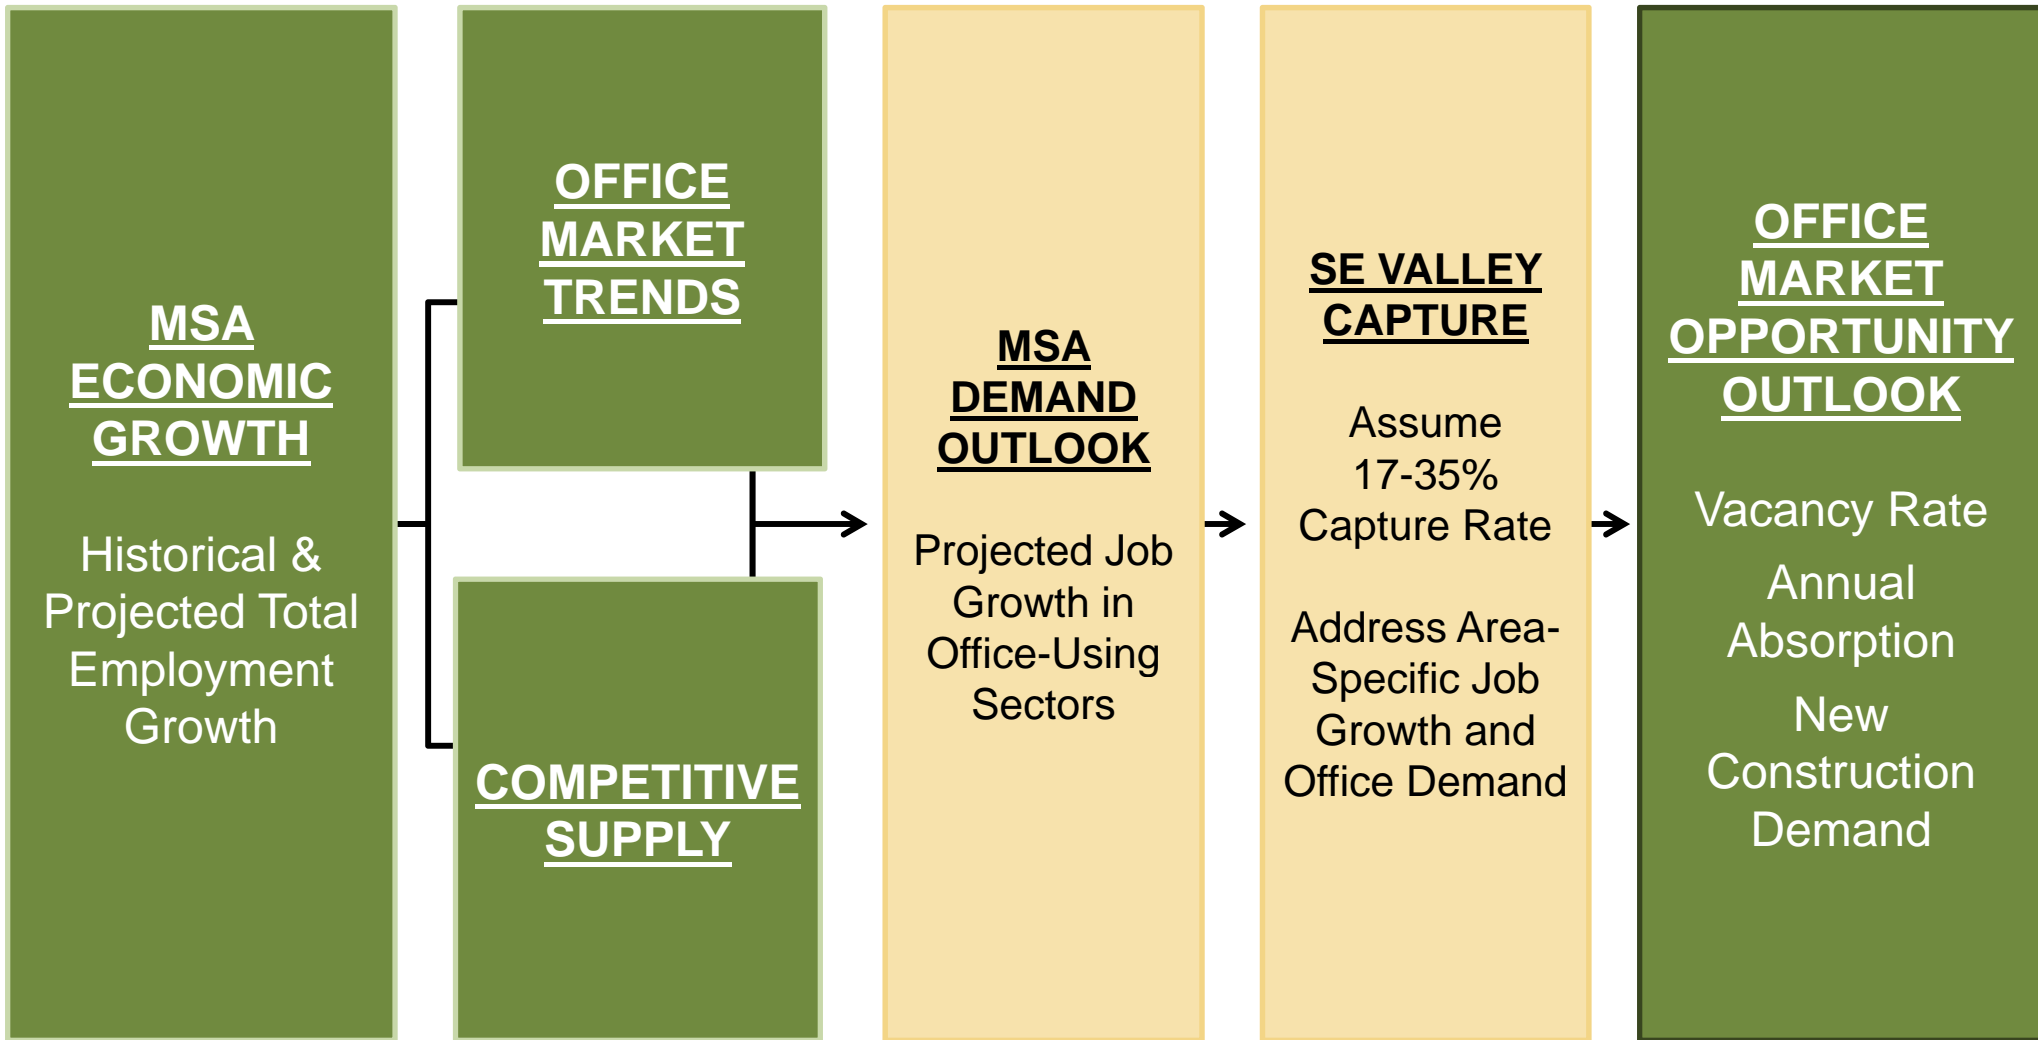 MSA
ECONOMIC
GROWTH
Historical &
Projected Total
Employment
Growth
OFFICE
MARKET
TRENDS
COMPETITIVE
SUPPLY
MSA
DEMAND
OUTLOOK
Projected Job
Growth in
Office-Using
Sectors
SE VALLEY
CAPTURE
Assume
17-35%
Capture Rate
Address Area-
Specific Job
Growth and
Office Demand
OFFICE
MARKET
OPPORTUNITY
OUTLOOK
Vacancy Rate
Annual
Absorption
New
Construction
Demand